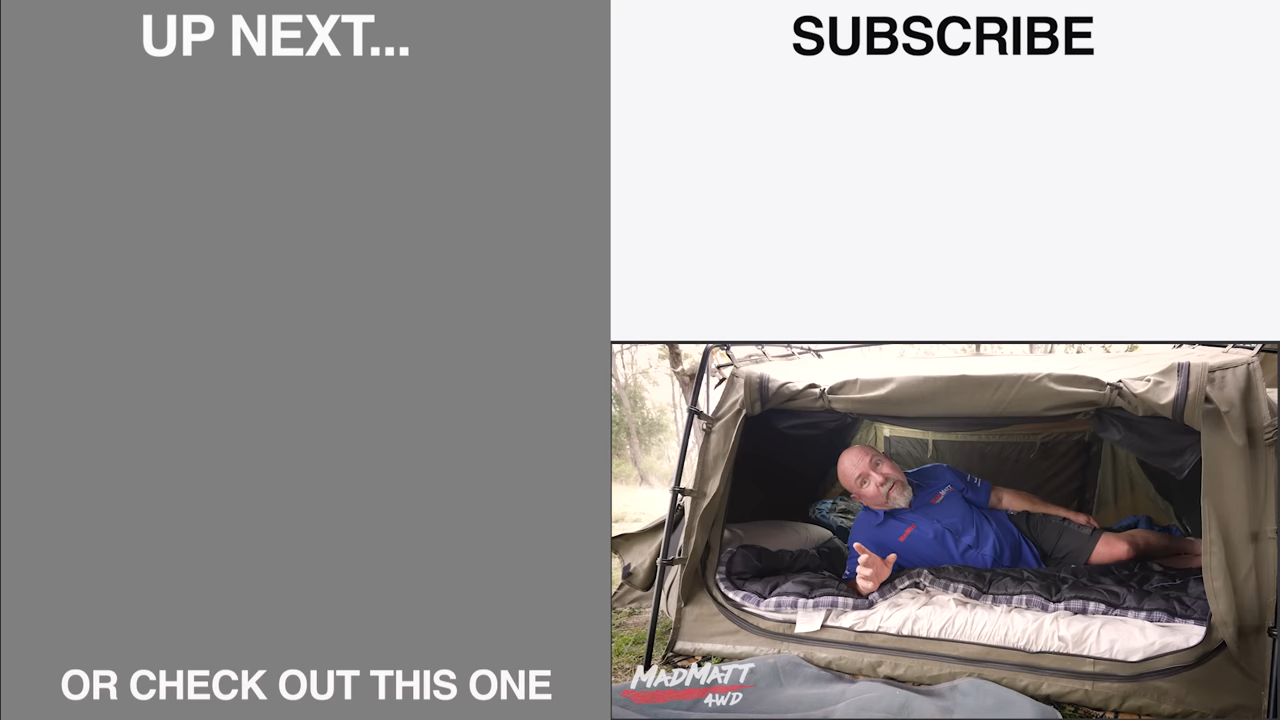 UP NEXT...
SUBSCRIBE
OR CHECK OUT THIS ONE
MADMATT
4WD